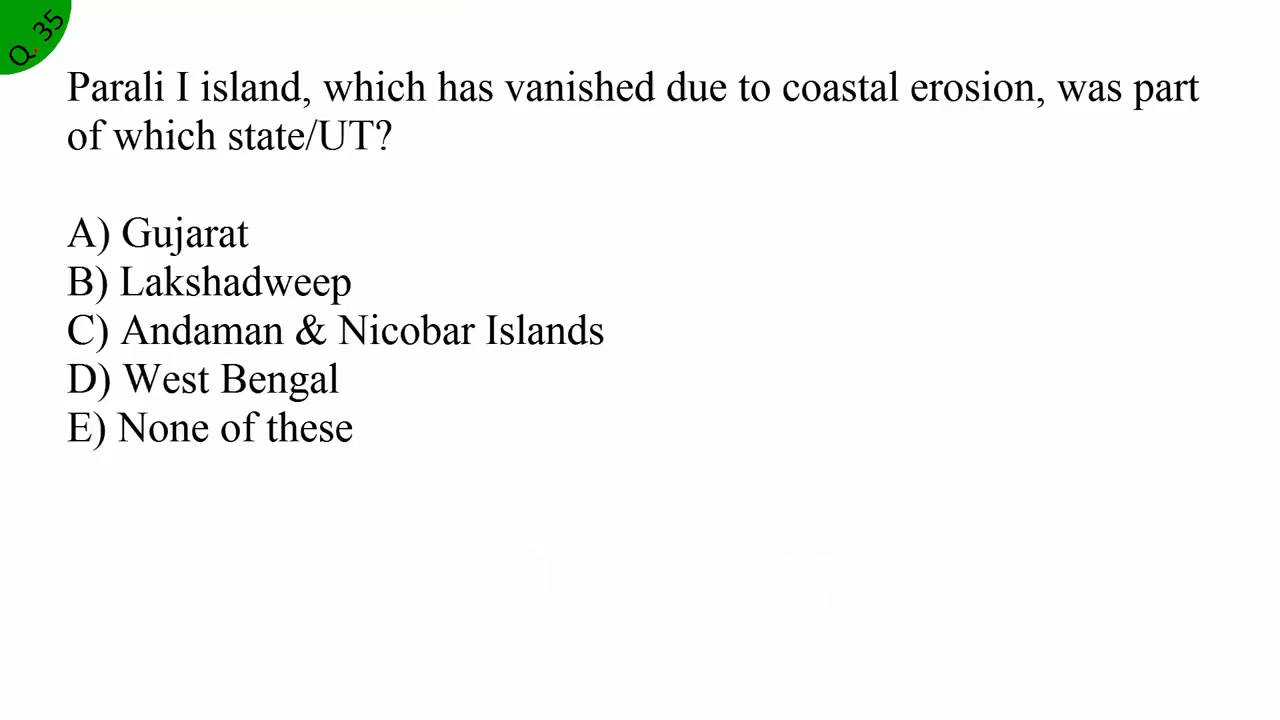 Q. 35
Parali I island, which has vanished due to coastal erosion, was part
of which state/UT?
A) Gujarat
B) Lakshadweep
C) Andaman & Nicobar Islands
D) West Bengal
E) None of these